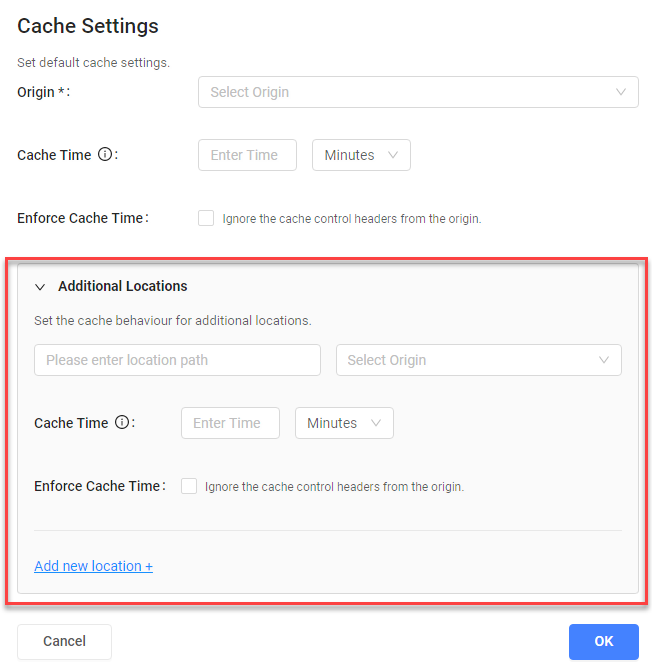 Cache Settings
Set default cache settings.
Origin *: Select Origin
Cache Time ⓘ: Enter Time Minutes
Enforce Cache Time: Ignore the cache control headers from the origin.
Additional Locations
Set the cache behaviour for additional locations.
Please enter location path Select Origin
Cache Time ⓘ: Enter Time Minutes
Enforce Cache Time: Ignore the cache control headers from the origin.
Add new location +
Cancel OK